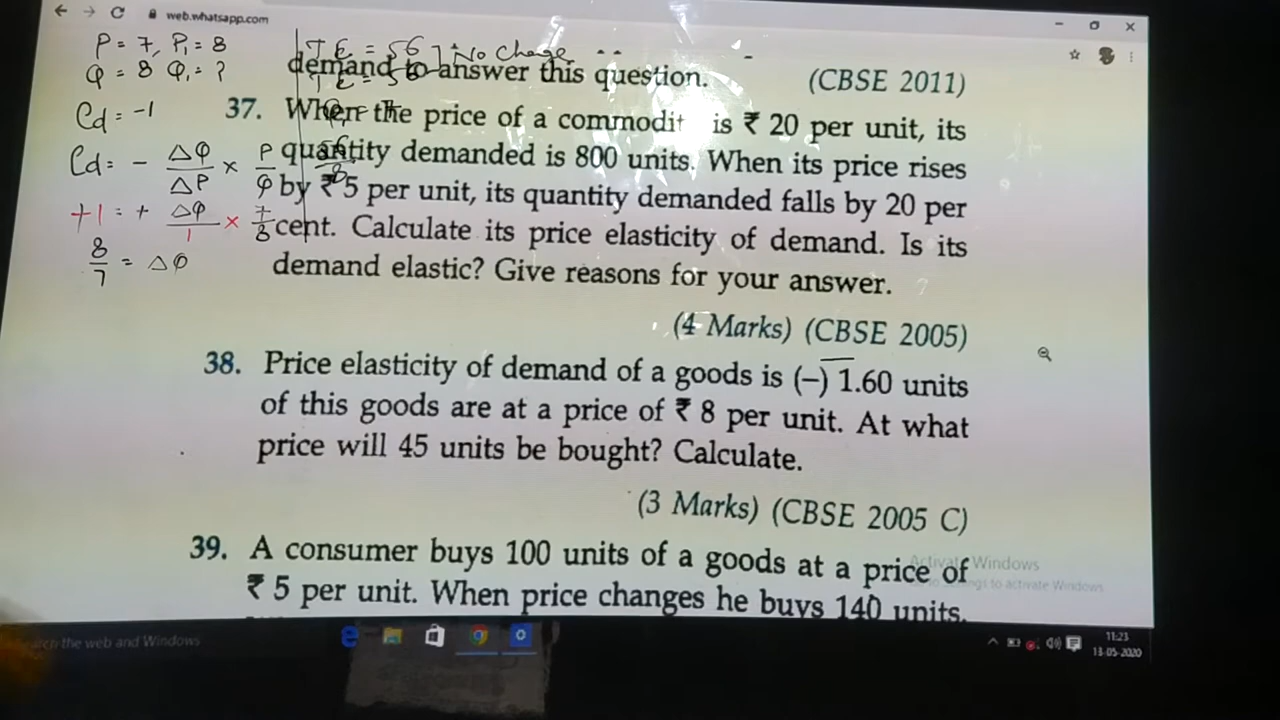 web.whatsapp.com
P = 7, P₁ = 8
Q = 8 Q₁ = ?
T E = 56 No Change
demand to answer this question. (CBSE 2011)
Ed = -1
37. When the price of a commodit is ₹ 20 per unit, its
Ed = - ΔQ/ΔP × P/Q
quantity demanded is 800 units. When its price rises
by ₹ 5 per unit, its quantity demanded falls by 20 per
+1 = + ΔQ/1 × 7/8
cent. Calculate its price elasticity of demand. Is its
8/7 = ΔQ
demand elastic? Give reasons for your answer.
(4 Marks) (CBSE 2005)
38. Price elasticity of demand of a goods is (–) 1.60 units
of this goods are at a price of ₹ 8 per unit. At what
price will 45 units be bought? Calculate.
(3 Marks) (CBSE 2005 C)
39. A consumer buys 100 units of a goods at a price of
Activate Windows
₹ 5 per unit. When price changes he buys 140 units.
to activate Windows.
the web and Windows
11:23
13-05-2020